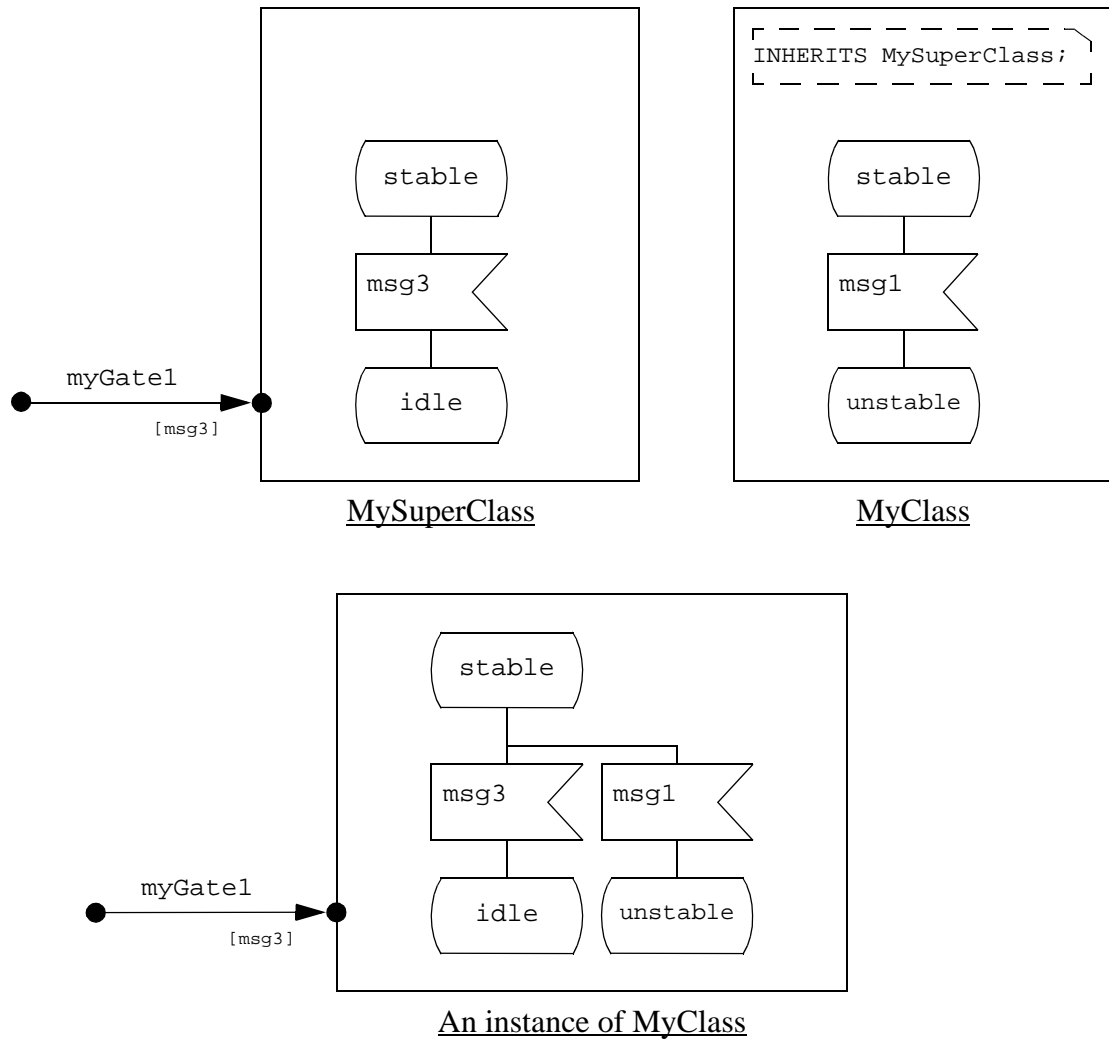 INHERITS MySuperClass;
stable
stable
msg3
msg1
myGate1
idle
unstable
[msg3]
MySuperClass
MyClass
stable
msg3
msg1
myGate1
idle
unstable
[msg3]
An instance of MyClass